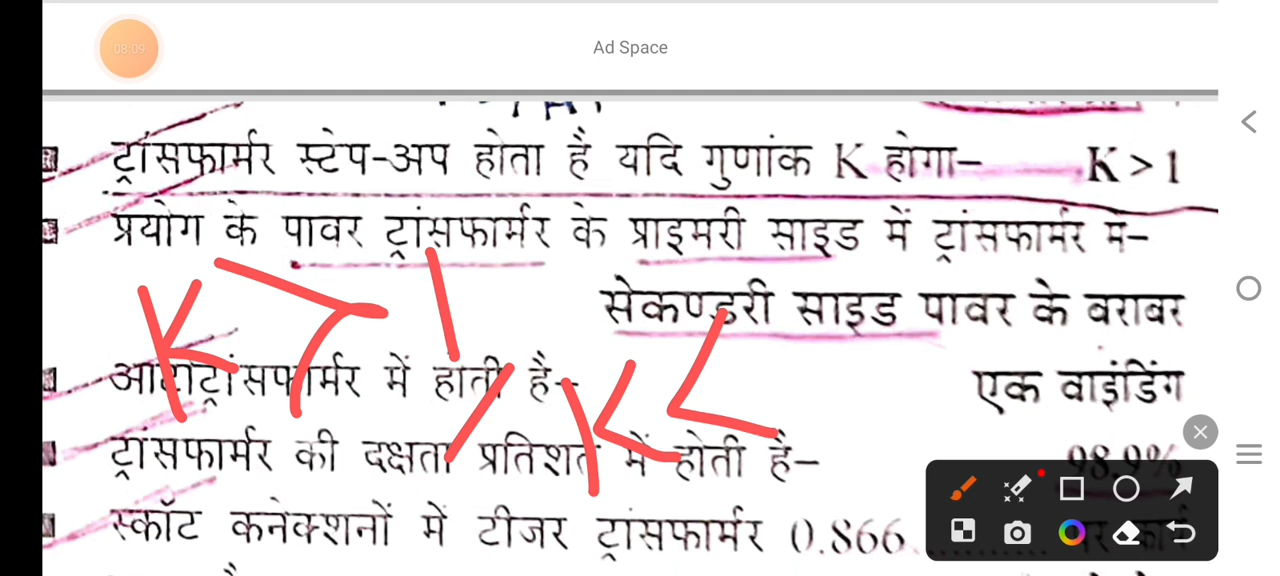 08:09
Ad Space
ट्रांसफार्मर स्टेप-अप होता है यदि गुणांक K होगा- K > 1
प्रयोग के पावर ट्रांसफार्मर के प्राइमरी साइड में ट्रांसफार्मर में-
सेकण्डरी साइड पावर के बराबर
K > 1 / K <
आटोट्रांसफार्मर में होती है- एक वाइंडिंग
ट्रांसफार्मर की दक्षता प्रतिशत में होती है- 98.9%
स्कॉट कनेक्शनों में टीजर ट्रांसफार्मर 0.866 पर कार्य